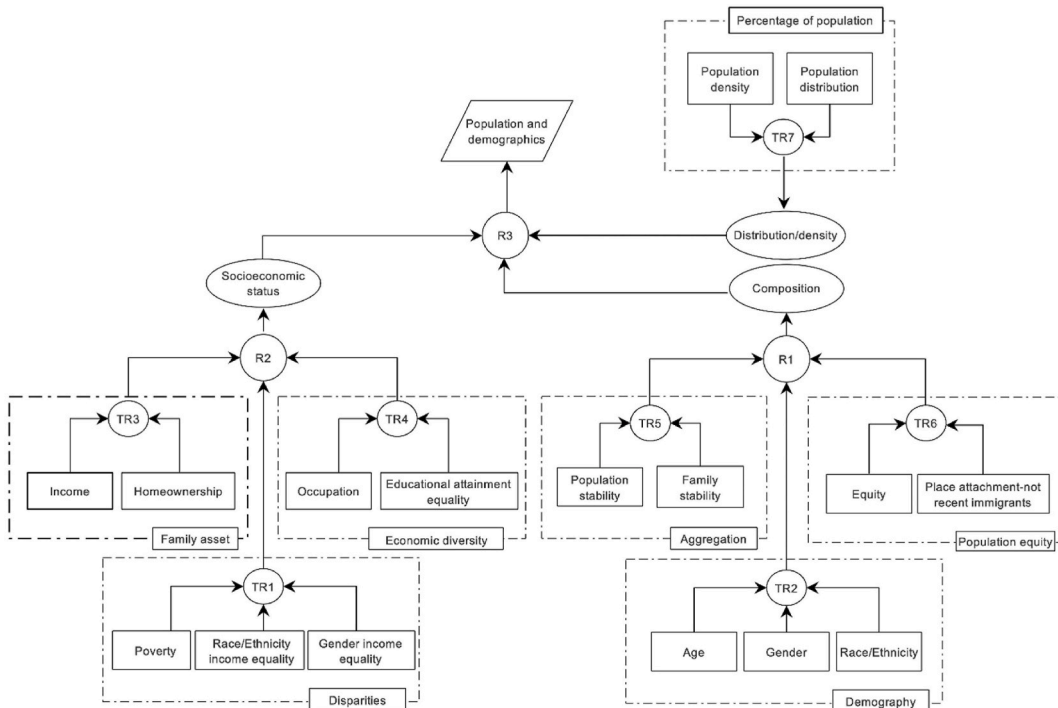 Percentage of population
Population
density
Population
distribution
TR7
Population and
demographics
R3
Distribution/density
Socioeconomic
status
Composition
R2
R1
TR3
Income
Homeownership
Family asset
TR4
Occupation
Educational attainment
equality
Economic diversity
TR5
Population
stability
Family
stability
Aggregation
TR6
Equity
Place attachment-not
recent immigrants
Population equity
TR1
Poverty
Race/Ethnicity
income equality
Gender income
equality
Disparities
TR2
Age
Gender
Race/Ethnicity
Demography